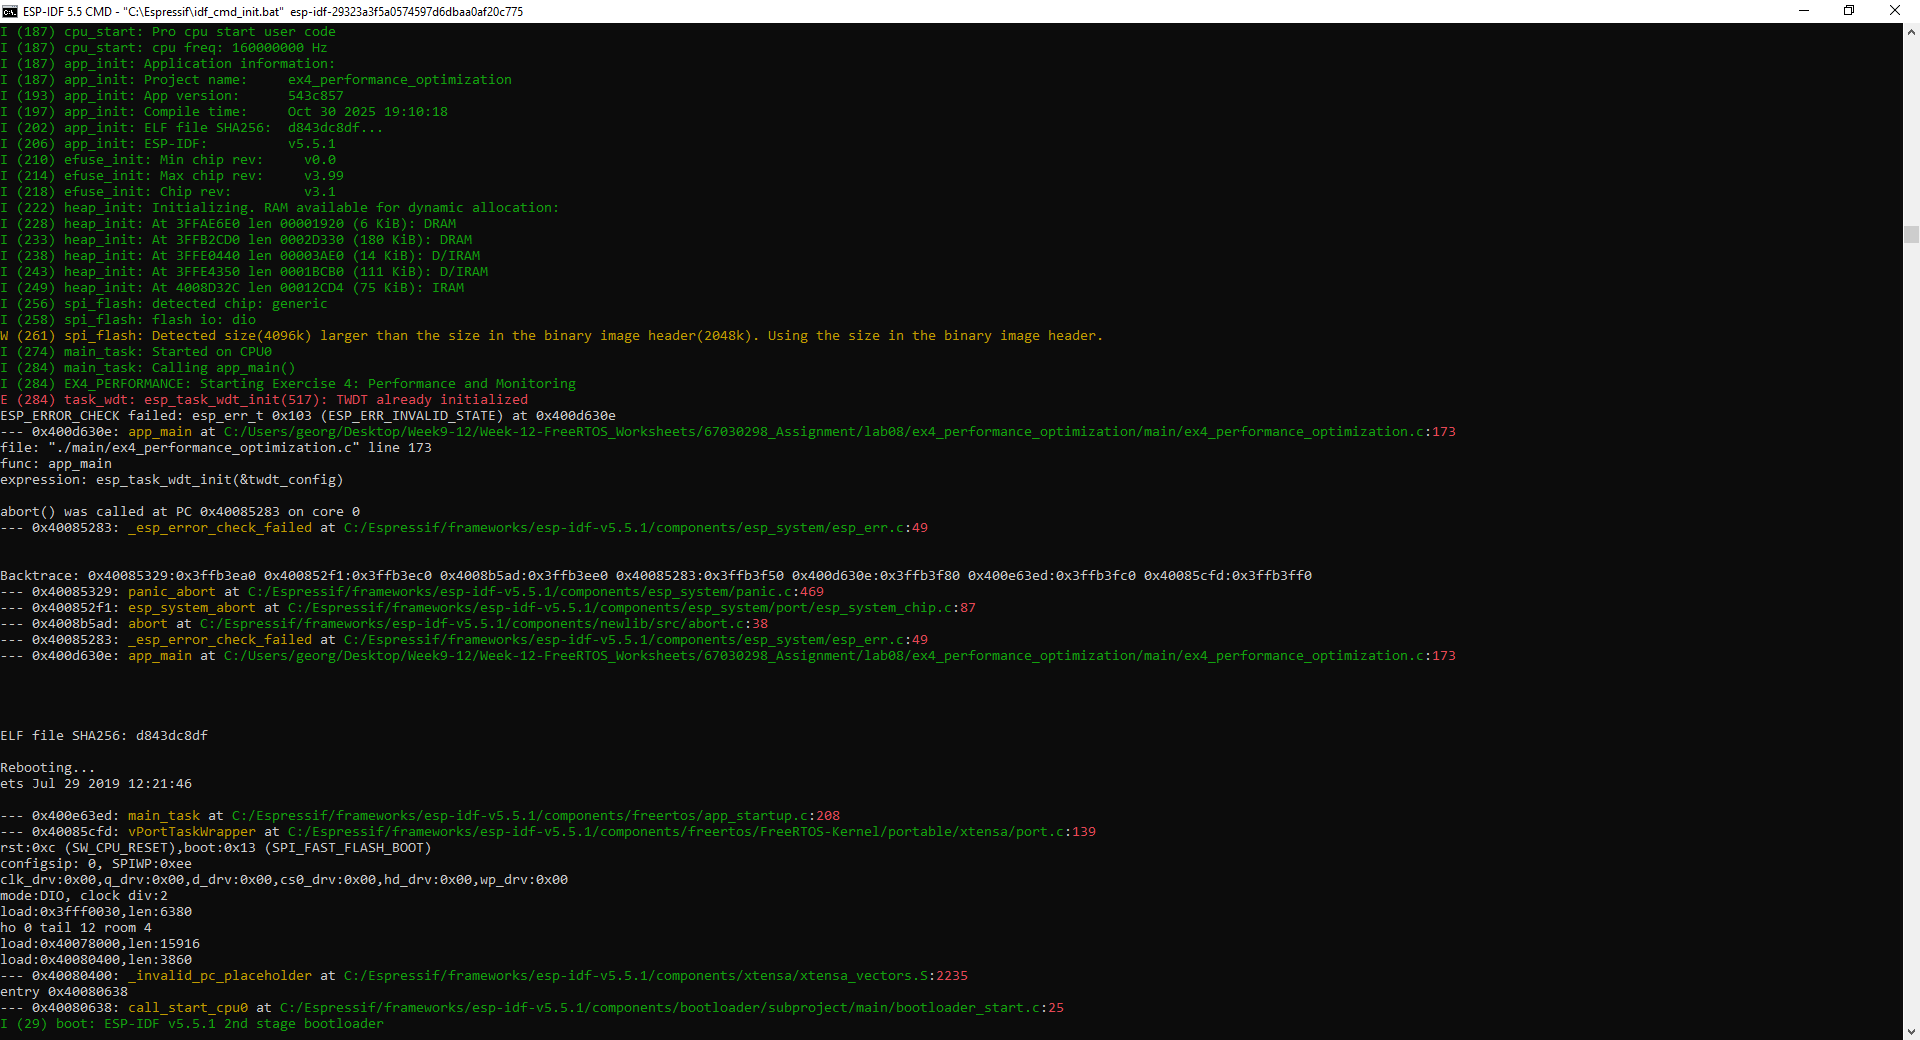 ESP-IDF 5.5 CMD - "C:\Espressif\idf_cmd_init.bat"  esp-idf-29323a3f5a0574597d6dbaa0af20c775
I (187) cpu_start: Pro cpu start user code
I (187) cpu_start: cpu freq: 160000000 Hz
I (187) app_init: Application information:
I (187) app_init: Project name:     ex4_performance_optimization
I (193) app_init: App version:      543c857
I (197) app_init: Compile time:     Oct 30 2025 19:10:18
I (202) app_init: ELF file SHA256:  d843dc8df...
I (206) app_init: ESP-IDF:          v5.5.1
I (210) efuse_init: Min chip rev:     v0.0
I (214) efuse_init: Max chip rev:     v3.99
I (218) efuse_init: Chip rev:         v3.1
I (222) heap_init: Initializing. RAM available for dynamic allocation:
I (228) heap_init: At 3FFAE6E0 len 00001920 (6 KiB): DRAM
I (233) heap_init: At 3FFB2CD0 len 0002D330 (180 KiB): DRAM
I (238) heap_init: At 3FFE0440 len 00003AE0 (14 KiB): D/IRAM
I (243) heap_init: At 3FFE4350 len 0001BCB0 (111 KiB): D/IRAM
I (249) heap_init: At 4008D32C len 00012CD4 (75 KiB): IRAM
I (256) spi_flash: detected chip: generic
I (258) spi_flash: flash io: dio
W (261) spi_flash: Detected size(4096k) larger than the size in the binary image header(2048k). Using the size in the binary image header.
I (274) main_task: Started on CPU0
I (284) main_task: Calling app_main()
I (284) EX4_PERFORMANCE: Starting Exercise 4: Performance and Monitoring
E (284) task_wdt: esp_task_wdt_init(517): TWDT already initialized
ESP_ERROR_CHECK failed: esp_err_t 0x103 (ESP_ERR_INVALID_STATE) at 0x400d630e
--- 0x400d630e: app_main at C:/Users/georg/Desktop/Week9-12/Week-12-FreeRTOS_Worksheets/67030298_Assignment/lab08/ex4_performance_optimization/main/ex4_performance_optimization.c:173
file: "./main/ex4_performance_optimization.c" line 173
func: app_main
expression: esp_task_wdt_init(&twdt_config)
abort() was called at PC 0x40085283 on core 0
--- 0x40085283: _esp_error_check_failed at C:/Espressif/frameworks/esp-idf-v5.5.1/components/esp_system/esp_err.c:49
Backtrace: 0x40085329:0x3ffb3ea0 0x400852f1:0x3ffb3ec0 0x4008b5ad:0x3ffb3ee0 0x40085283:0x3ffb3f50 0x400d630e:0x3ffb3f80 0x400e63ed:0x3ffb3fc0 0x40085cfd:0x3ffb3ff0
--- 0x40085329: panic_abort at C:/Espressif/frameworks/esp-idf-v5.5.1/components/esp_system/panic.c:469
--- 0x400852f1: esp_system_abort at C:/Espressif/frameworks/esp-idf-v5.5.1/components/esp_system/port/esp_system_chip.c:87
--- 0x4008b5ad: abort at C:/Espressif/frameworks/esp-idf-v5.5.1/components/newlib/src/abort.c:38
--- 0x40085283: _esp_error_check_failed at C:/Espressif/frameworks/esp-idf-v5.5.1/components/esp_system/esp_err.c:49
--- 0x400d630e: app_main at C:/Users/georg/Desktop/Week9-12/Week-12-FreeRTOS_Worksheets/67030298_Assignment/lab08/ex4_performance_optimization/main/ex4_performance_optimization.c:173
ELF file SHA256: d843dc8df
Rebooting...
ets Jul 29 2019 12:21:46
--- 0x400e63ed: main_task at C:/Espressif/frameworks/esp-idf-v5.5.1/components/freertos/app_startup.c:208
--- 0x40085cfd: vPortTaskWrapper at C:/Espressif/frameworks/esp-idf-v5.5.1/components/freertos/FreeRTOS-Kernel/portable/xtensa/port.c:139
rst:0xc (SW_CPU_RESET),boot:0x13 (SPI_FAST_FLASH_BOOT)
configsip: 0, SPIWP:0xee
clk_drv:0x00,q_drv:0x00,d_drv:0x00,cs0_drv:0x00,hd_drv:0x00,wp_drv:0x00
mode:DIO, clock div:2
load:0x3fff0030,len:6380
ho 0 tail 12 room 4
load:0x40078000,len:15916
load:0x40080400,len:3860
--- 0x40080400: _invalid_pc_placeholder at C:/Espressif/frameworks/esp-idf-v5.5.1/components/xtensa/xtensa_vectors.S:2235
entry 0x40080638
--- 0x40080638: call_start_cpu0 at C:/Espressif/frameworks/esp-idf-v5.5.1/components/bootloader/subproject/main/bootloader_start.c:25
I (29) boot: ESP-IDF v5.5.1 2nd stage bootloader